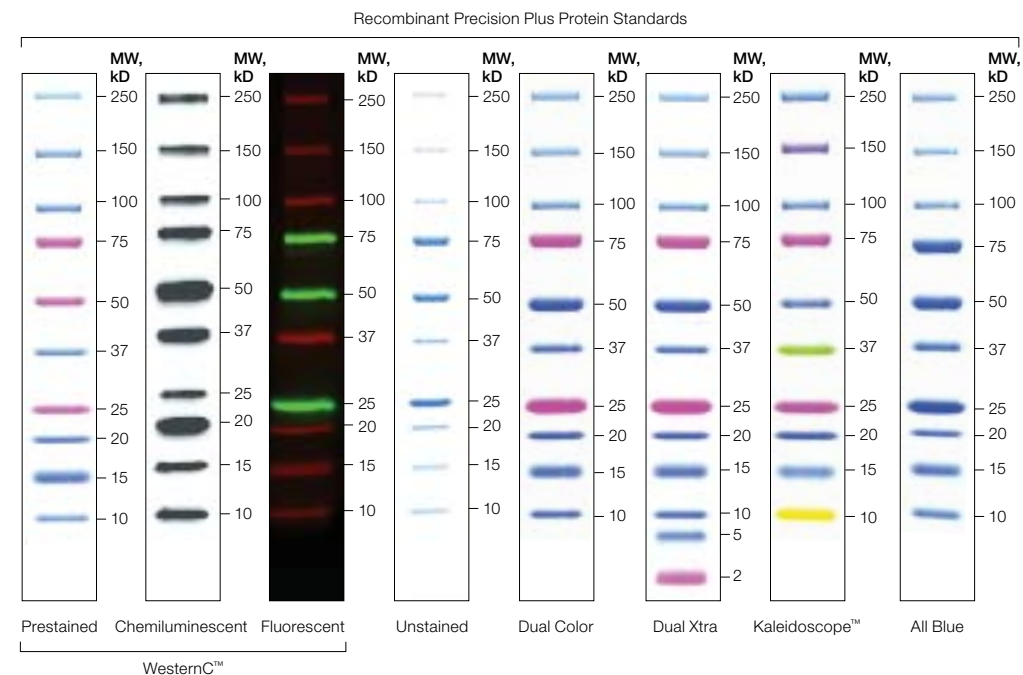 Recombinant Precision Plus Protein Standards
MW, kD MW, kD MW, kD MW, kD MW, kD MW, kD MW, kD MW, kD
250 250 250 250 250 250 250 250
150 150 150 150 150 150 150 150
100 100 100 100 100 100 100 100
75 75 75 75 75 75 75 75
50 50 50 50 50 50 50 50
37 37 37 37 37 37 37 37
25 25 25 25 25 25 25 25
20 20 20 20 20 20 20 20
15 15 15 15 15 15 15 15
10 10 10 10 10 10 10 10
5
2
Prestained Chemiluminescent Fluorescent Unstained Dual Color Dual Xtra Kaleidoscope™ All Blue
WesternC™